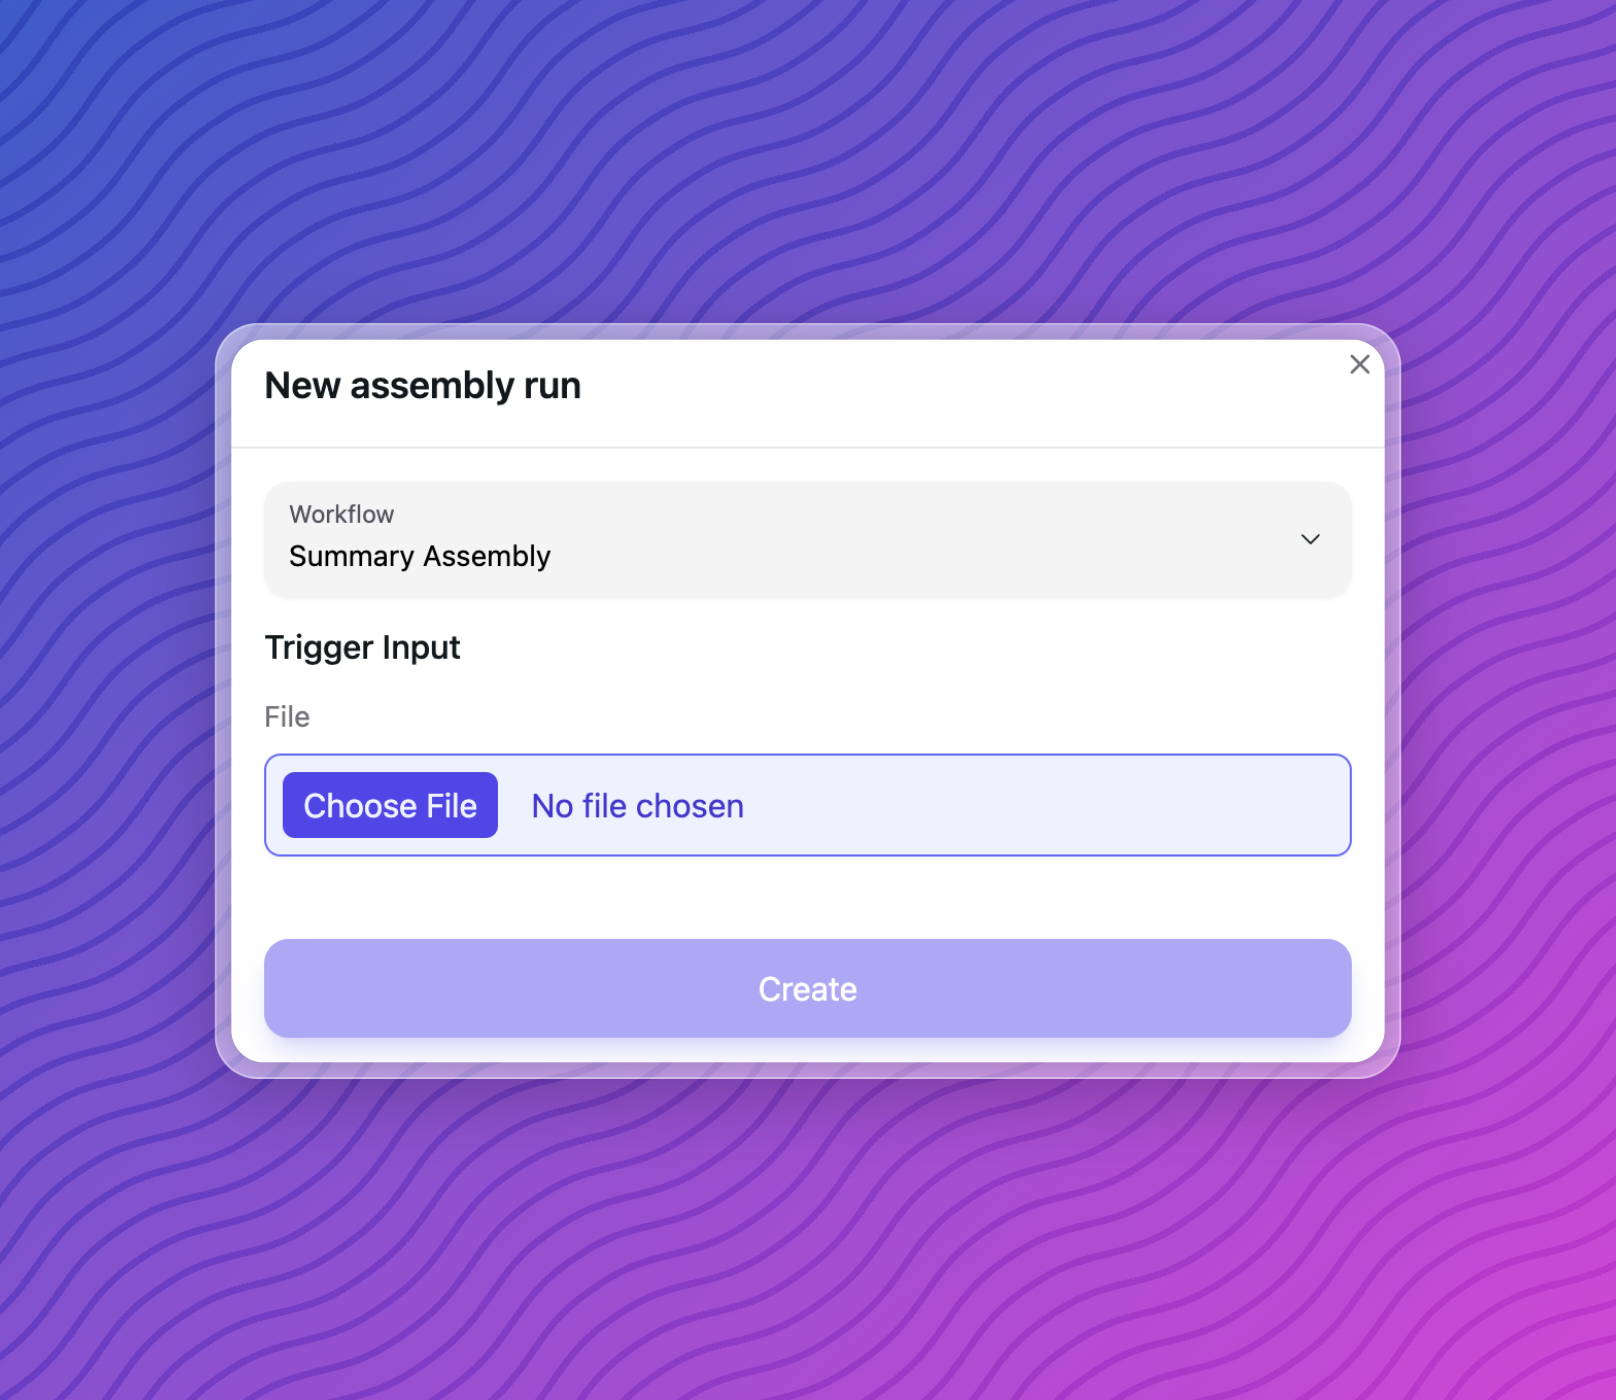 New assembly run
Workflow
Summary Assembly
Trigger Input
File
Choose File No file chosen
Create